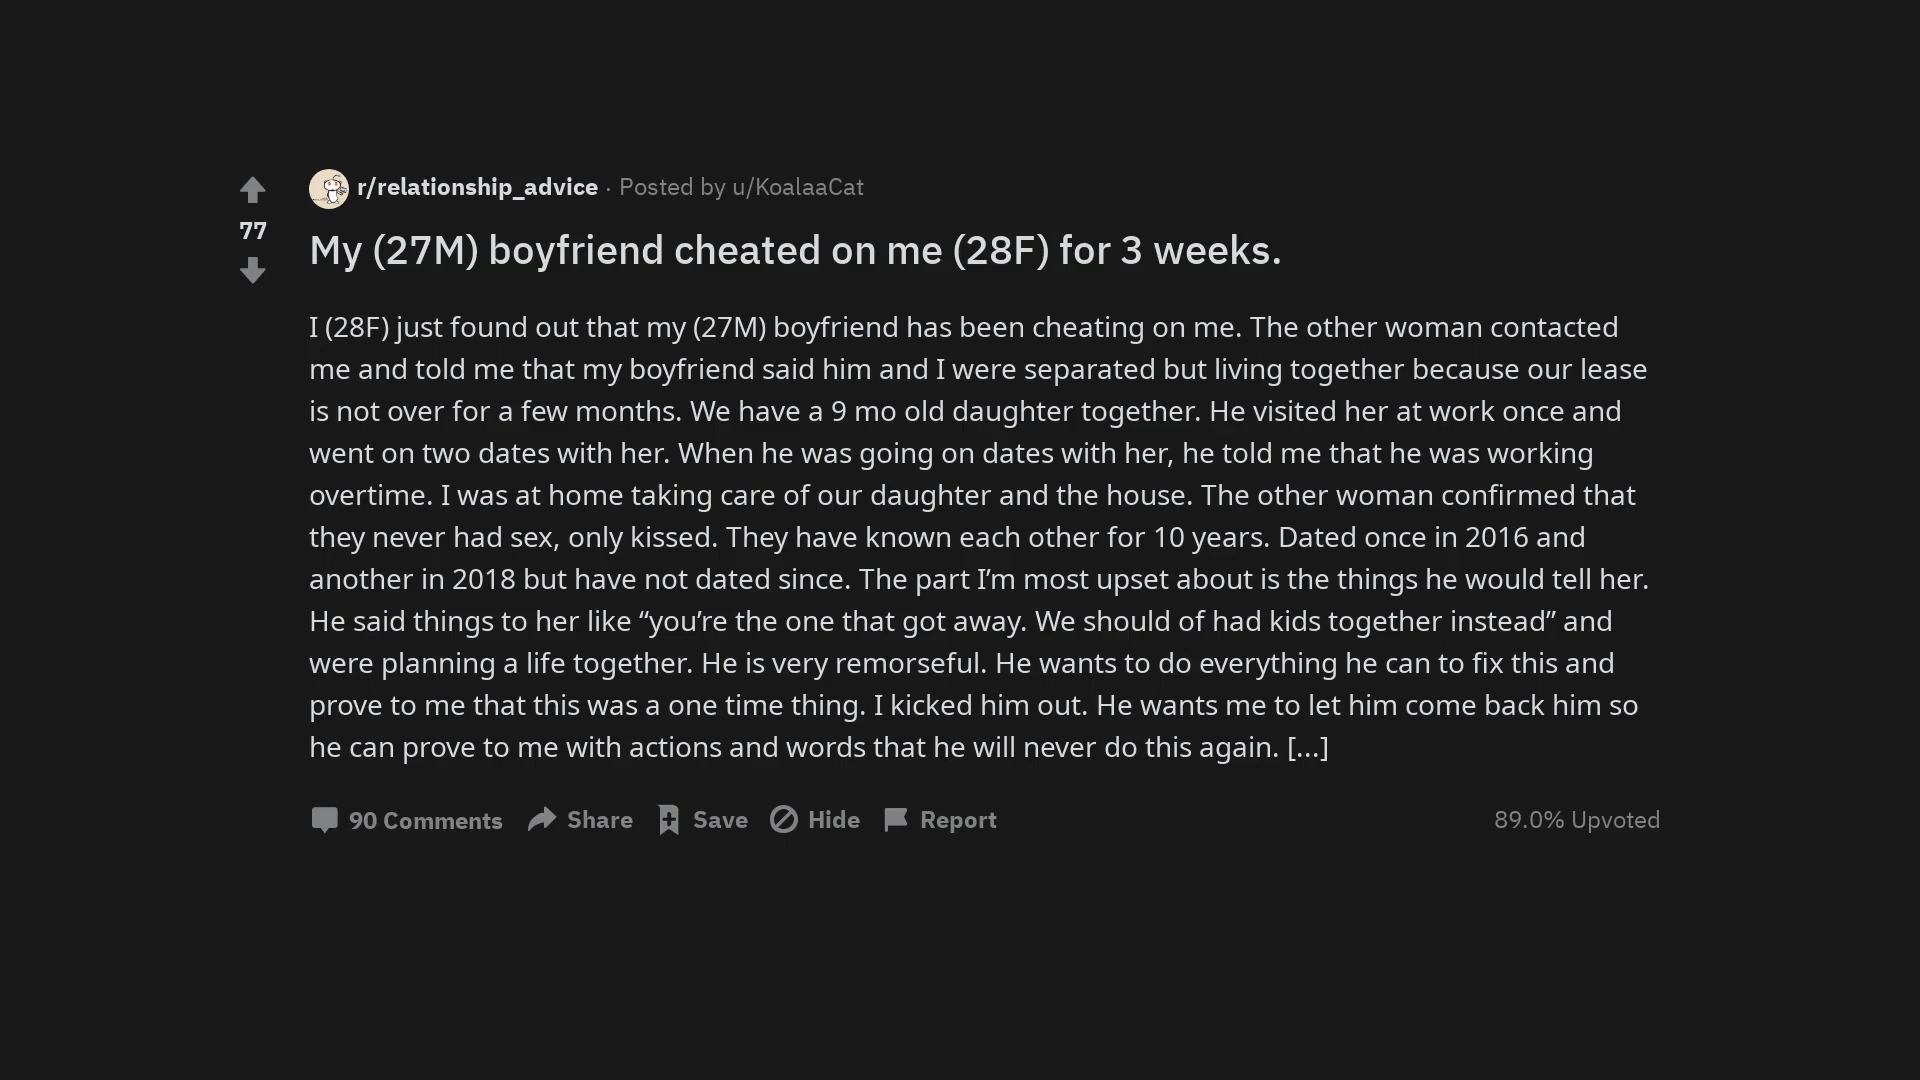 r/relationship_advice · Posted by u/KoalaaCat
77
My (27M) boyfriend cheated on me (28F) for 3 weeks.
I (28F) just found out that my (27M) boyfriend has been cheating on me. The other woman contacted
me and told me that my boyfriend said him and I were separated but living together because our lease
is not over for a few months. We have a 9 mo old daughter together. He visited her at work once and
went on two dates with her. When he was going on dates with her, he told me that he was working
overtime. I was at home taking care of our daughter and the house. The other woman confirmed that
they never had sex, only kissed. They have known each other for 10 years. Dated once in 2016 and
another in 2018 but have not dated since. The part I’m most upset about is the things he would tell her.
He said things to her like “you’re the one that got away. We should of had kids together instead” and
were planning a life together. He is very remorseful. He wants to do everything he can to fix this and
prove to me that this was a one time thing. I kicked him out. He wants me to let him come back him so
he can prove to me with actions and words that he will never do this again. [...]
90 Comments Share Save Hide Report 89.0% Upvoted